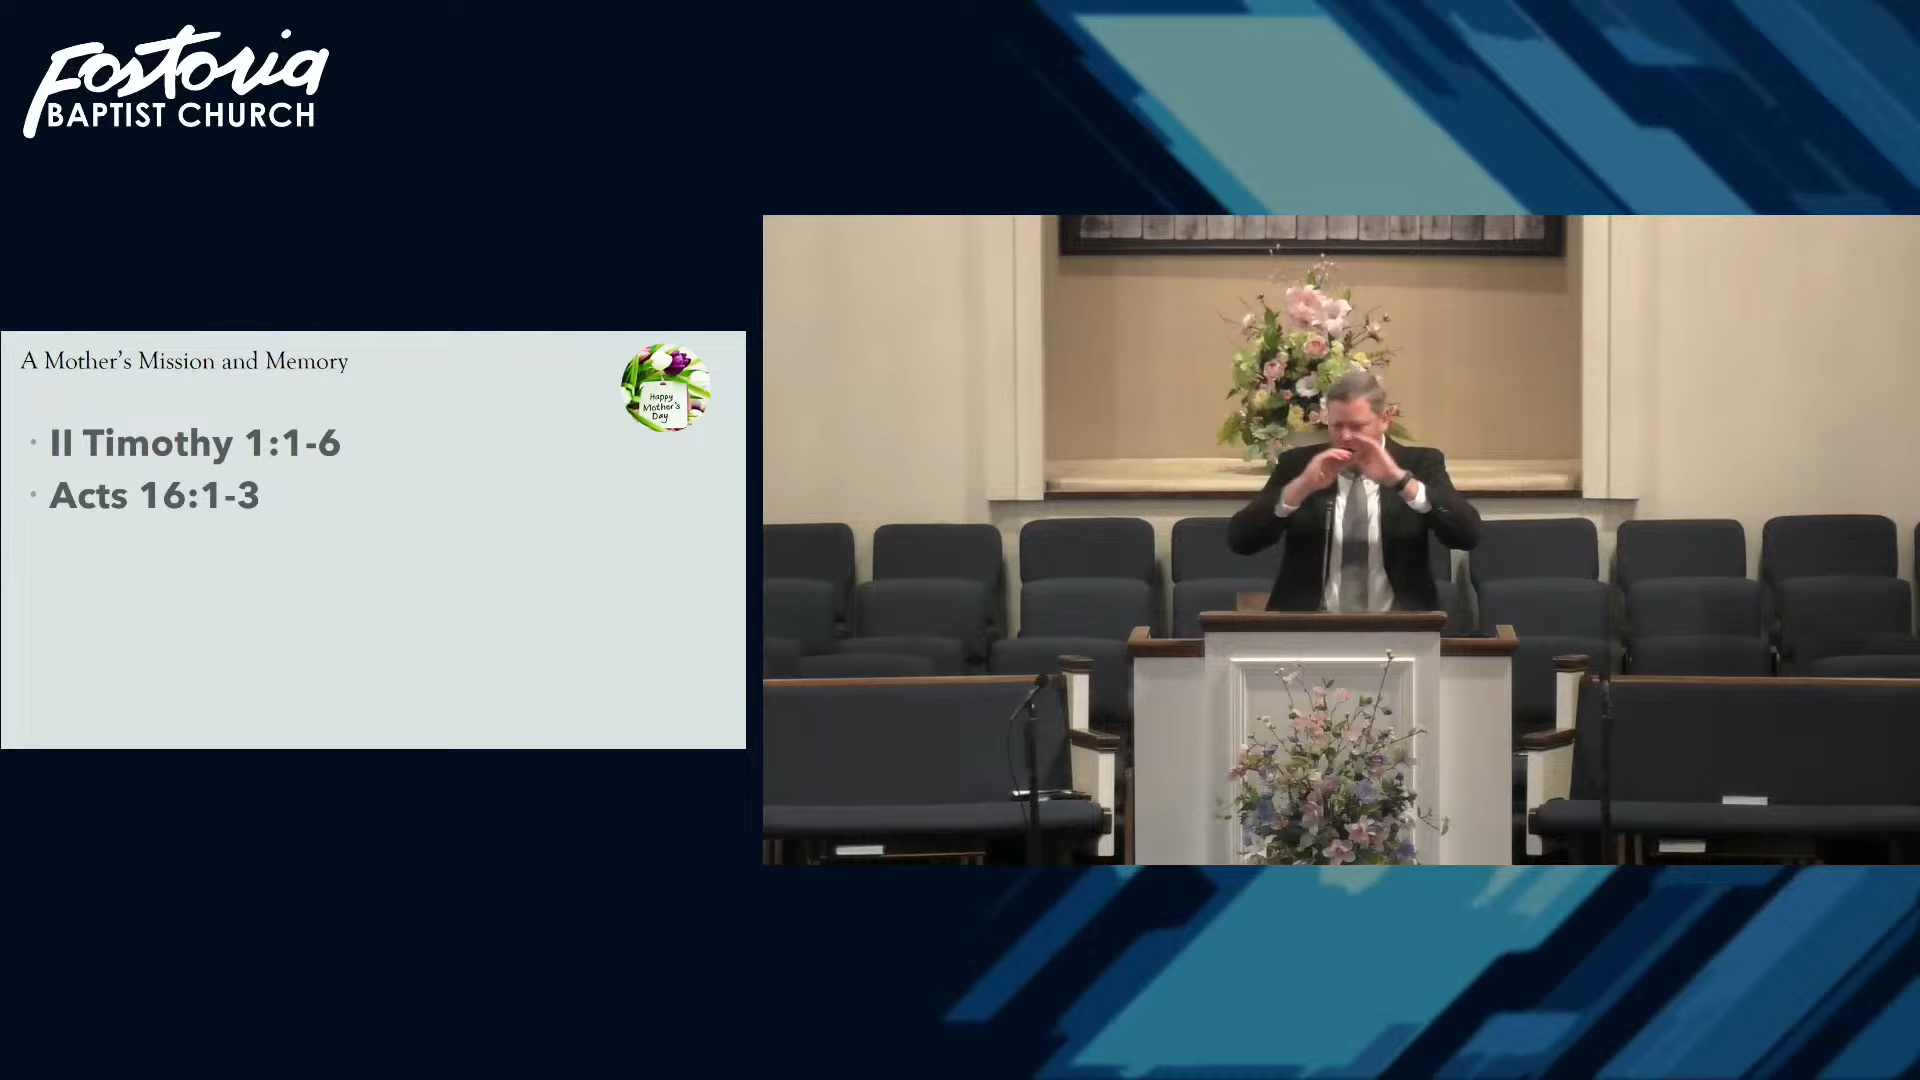 Fostoria
BAPTIST CHURCH
A Mother's Mission and Memory
Happy
Mother's
Day
· II Timothy 1:1-6
· Acts 16:1-3